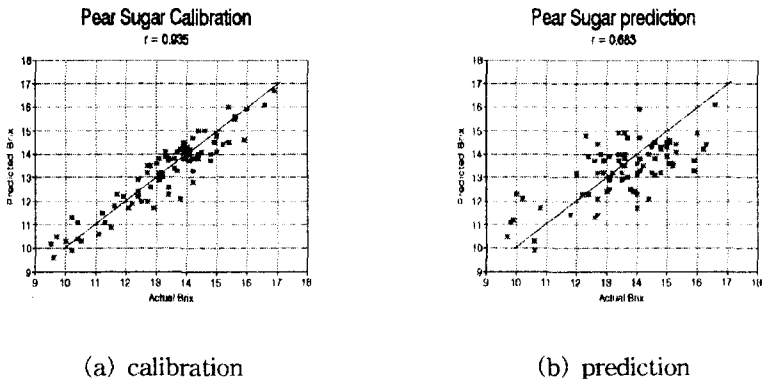 Pear Sugar Calibration
r = 0.935
18
17
16
15
14
13
12
11
10
9
Predicted Brix
9 10 11 12 13 14 15 16 17 18
Actual Brix
(a) calibration
Pear Sugar prediction
r = 0.683
18
17
16
15
14
13
12
11
10
9
Predicted Brix
9 10 11 12 13 14 15 16 17 18
Actual Brix
(b) prediction